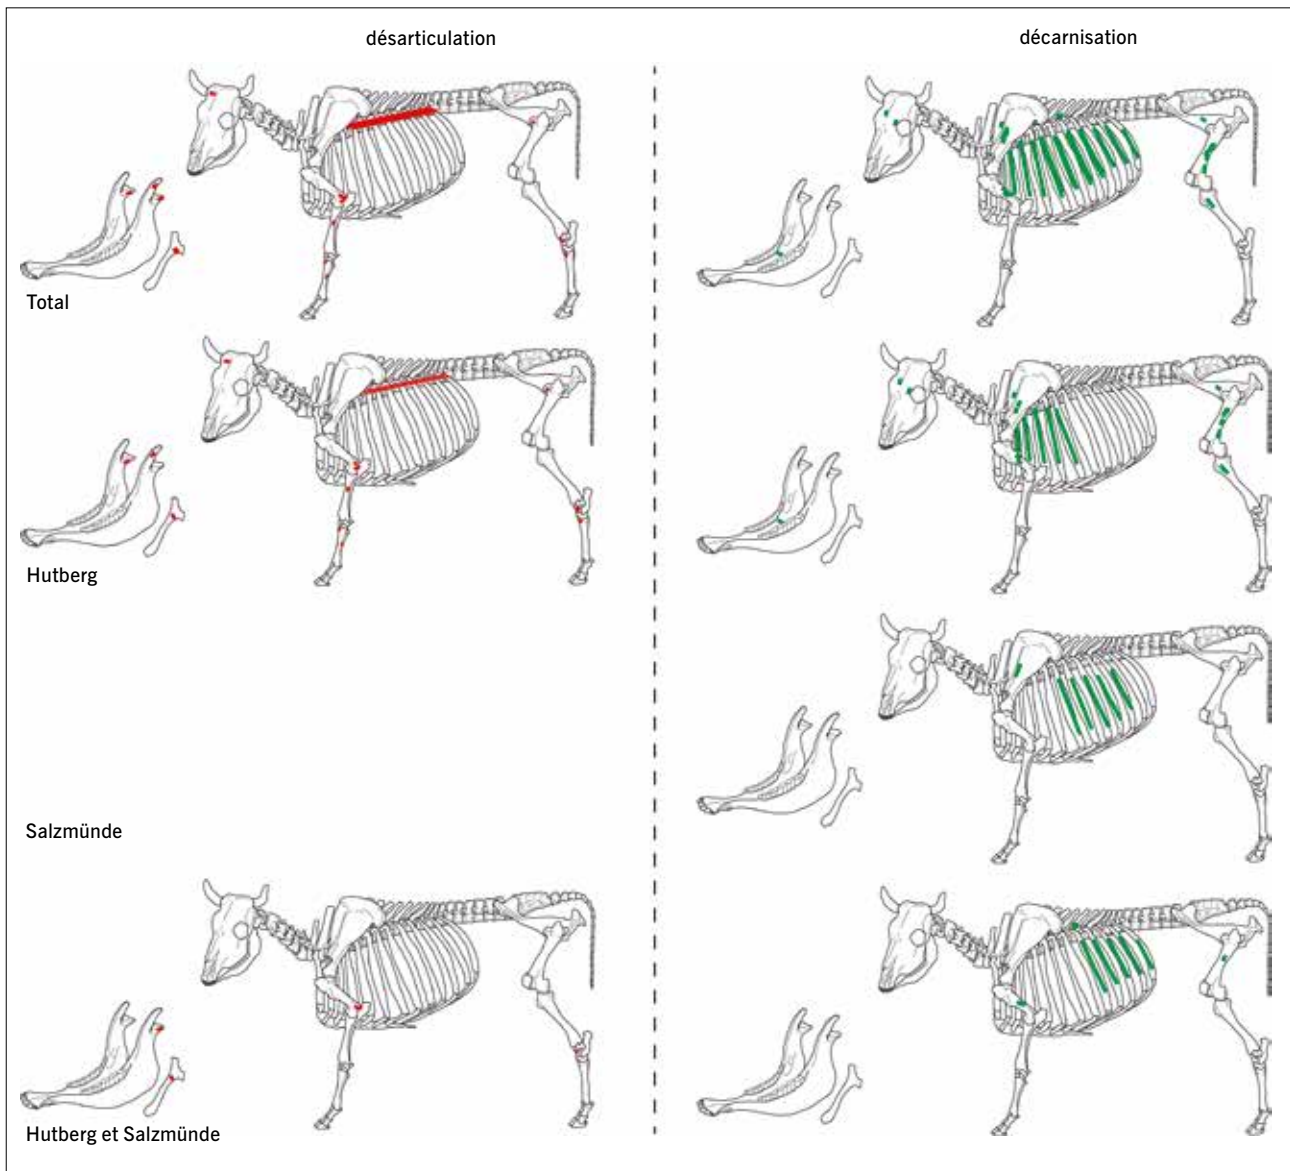 désarticulation
décarnisation
Total
Hutberg
Salzmünde
Hutberg et Salzmünde